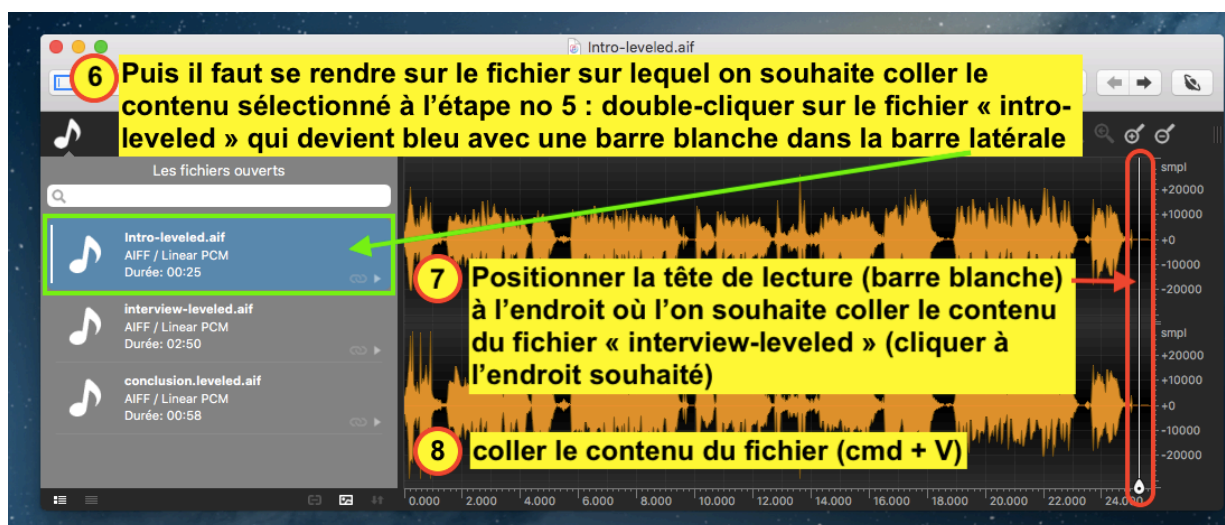 Intro-leveled.aif
6
Puis il faut se rendre sur le fichier sur lequel on souhaite coller le
contenu sélectionné à l'étape no 5 : double-cliquer sur le fichier « intro-
leveled » qui devient bleu avec une barre blanche dans la barre latérale
Les fichiers ouverts
Intro-leveled.aif
AIFF / Linear PCM
Durée: 00:25
interview-leveled.aif
AIFF / Linear PCM
Durée: 02:50
conclusion.leveled.aif
AIFF / Linear PCM
Durée: 00:58
7
Positionner la tête de lecture (barre blanche)
à l'endroit où l'on souhaite coller le contenu
du fichier « interview-leveled » (cliquer à
l'endroit souhaité)
8
coller le contenu du fichier (cmd + V)
smpl
+20000
+10000
+0
-10000
-20000
smpl
+20000
+10000
+0
-10000
-20000
0.000 2.000 4.000 6.000 8.000 10.000 12.000 14.000 16.000 18.000 20.000 22.000 24.000